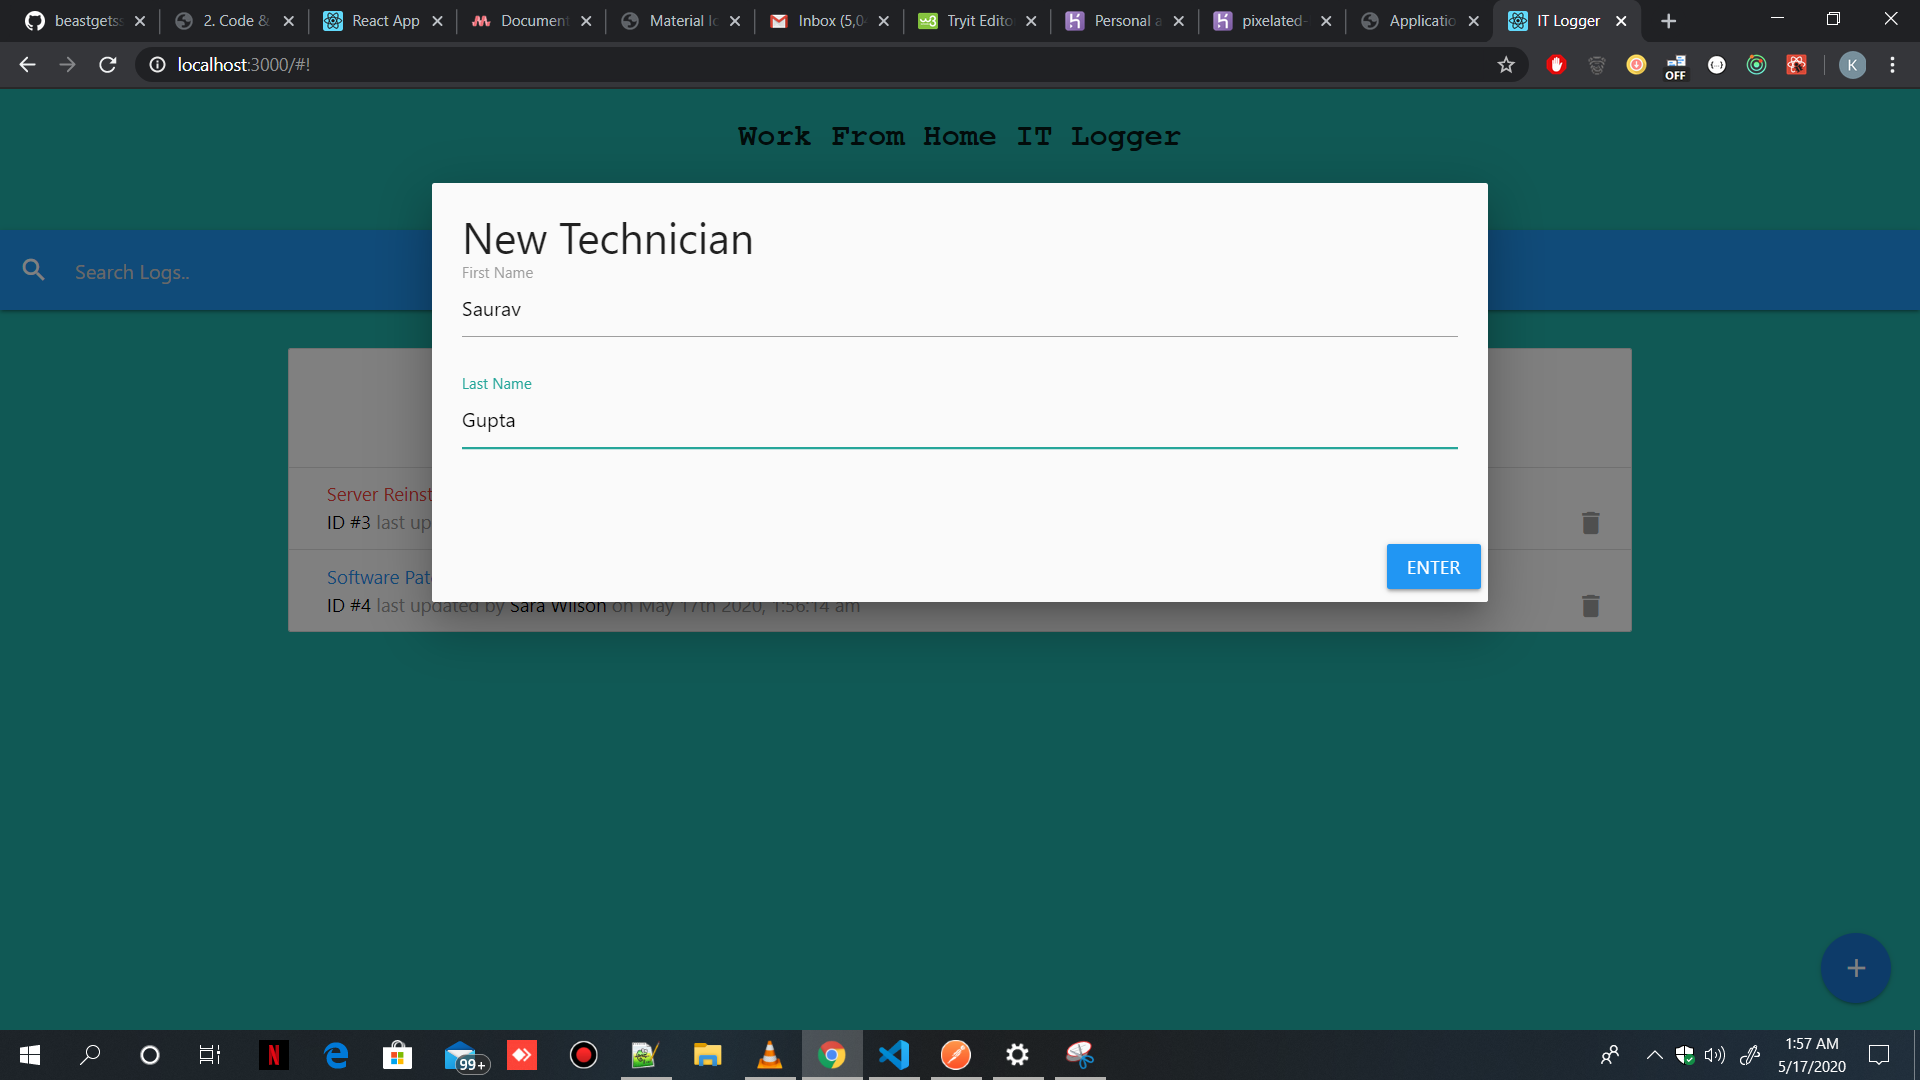 beastgetss
2. Code &
React App
Document
Material Ic
Inbox (5,0
Tryit Edito
Personal a
pixelated-
Applicatio
IT Logger
localhost:3000/#!
OFF
K
Work From Home IT Logger
Search Logs..
New Technician
First Name
Saurav
Last Name
Gupta
ENTER
Server Reinst
ID #3 last up
Software Pat
ID #4 last updated by Sara Wilson on May 17th 2020, 1:56:14 am
99+
1:57 AM
5/17/2020